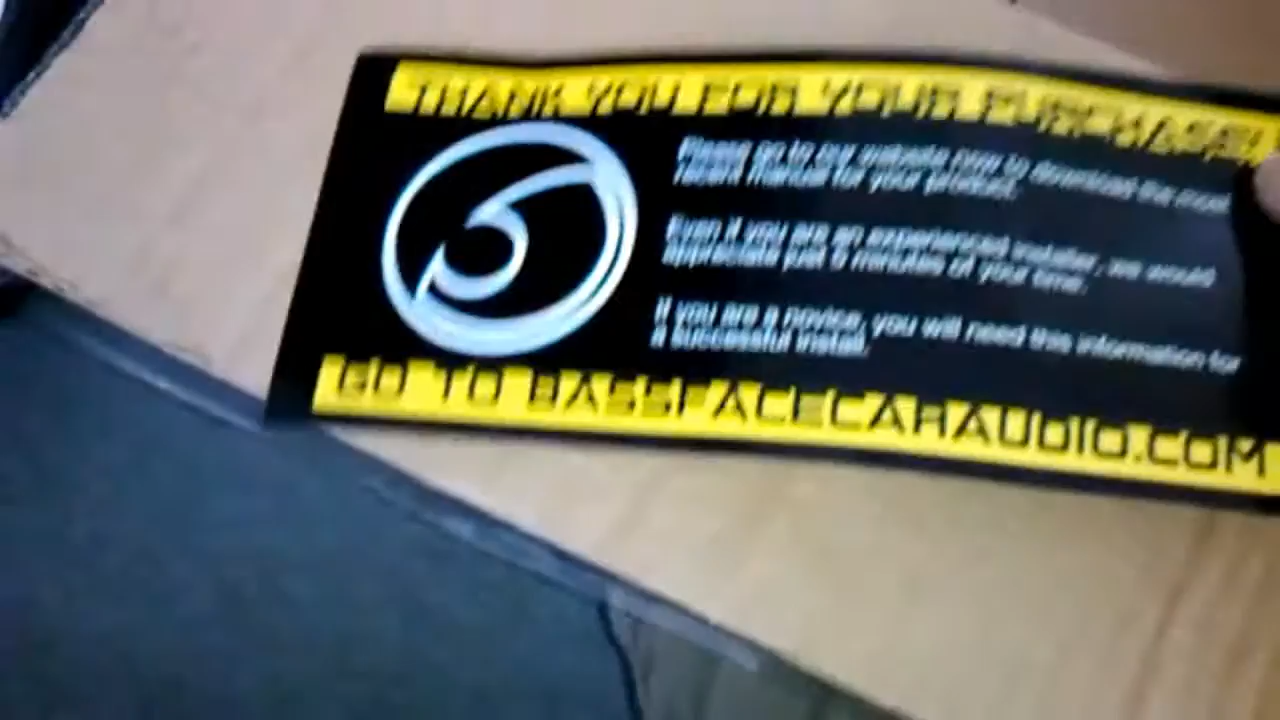 THANK YOU FOR YOUR PURCHASE!
Please go to our website now to download the most
recent manual for your product.
Even if you are an experienced installer, we would
appreciate just 5 minutes of your time.
If you are a novice, you will need this information for
a successful install.
GO TO BASSFACECARAUDIO.COM